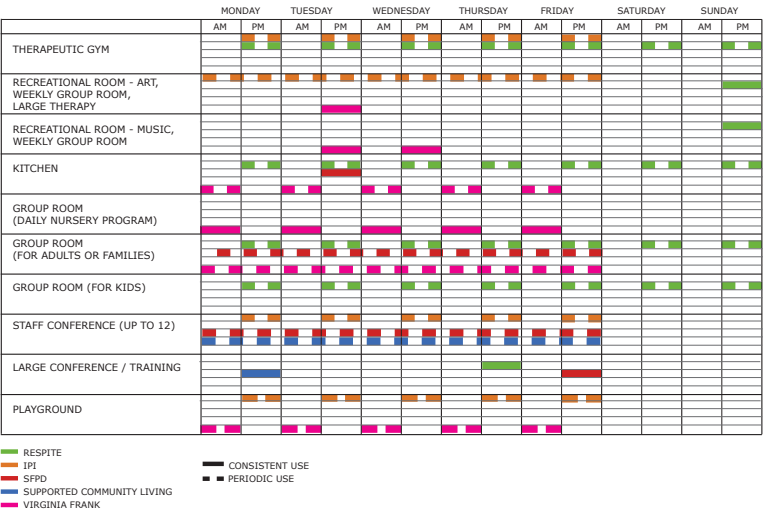 MONDAY TUESDAY WEDNESDAY THURSDAY FRIDAY SATURDAY SUNDAY
AM PM AM PM AM PM AM PM AM PM AM PM AM PM
THERAPEUTIC GYM
RECREATIONAL ROOM - ART,
WEEKLY GROUP ROOM,
LARGE THERAPY
RECREATIONAL ROOM - MUSIC,
WEEKLY GROUP ROOM
KITCHEN
GROUP ROOM
(DAILY NURSERY PROGRAM)
GROUP ROOM
(FOR ADULTS OR FAMILIES)
GROUP ROOM (FOR KIDS)
STAFF CONFERENCE (UP TO 12)
LARGE CONFERENCE / TRAINING
PLAYGROUND
RESPITE
IPI
SFPD
SUPPORTED COMMUNITY LIVING
VIRGINIA FRANK
CONSISTENT USE
PERIODIC USE